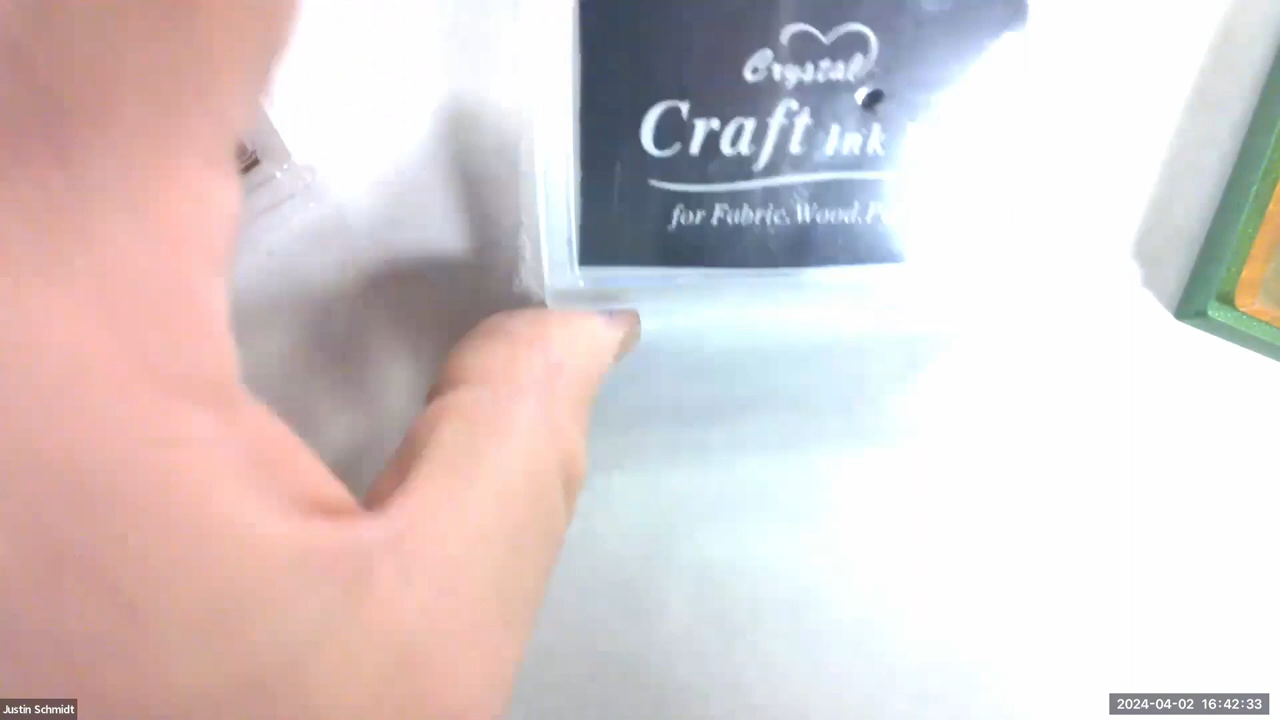 Crystal
Craft Ink
for Fabric, Wood,
Justin Schmidt
2024-04-02 16:42:33